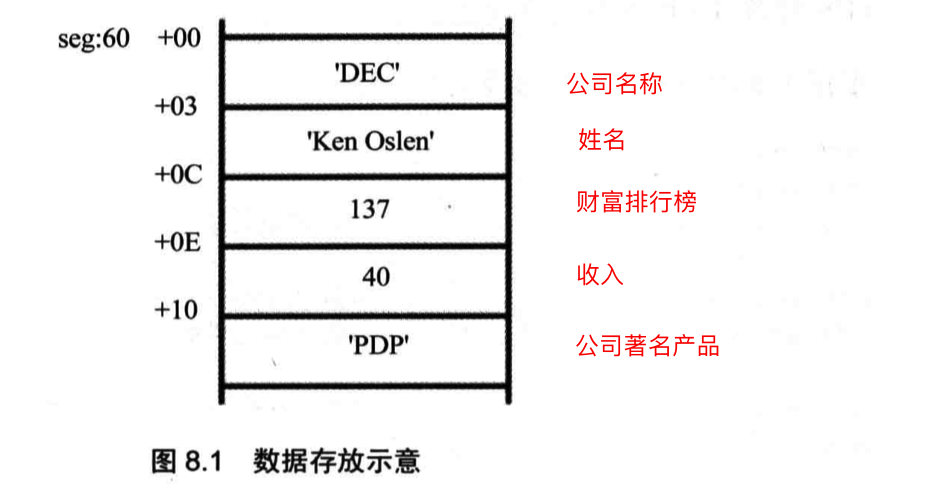 seg:60 +00
'DEC' 公司名称
+03
'Ken Oslen' 姓名
+0C
137 财富排行榜
+0E
40 收入
+10
'PDP' 公司著名产品
图 8.1 数据存放示意